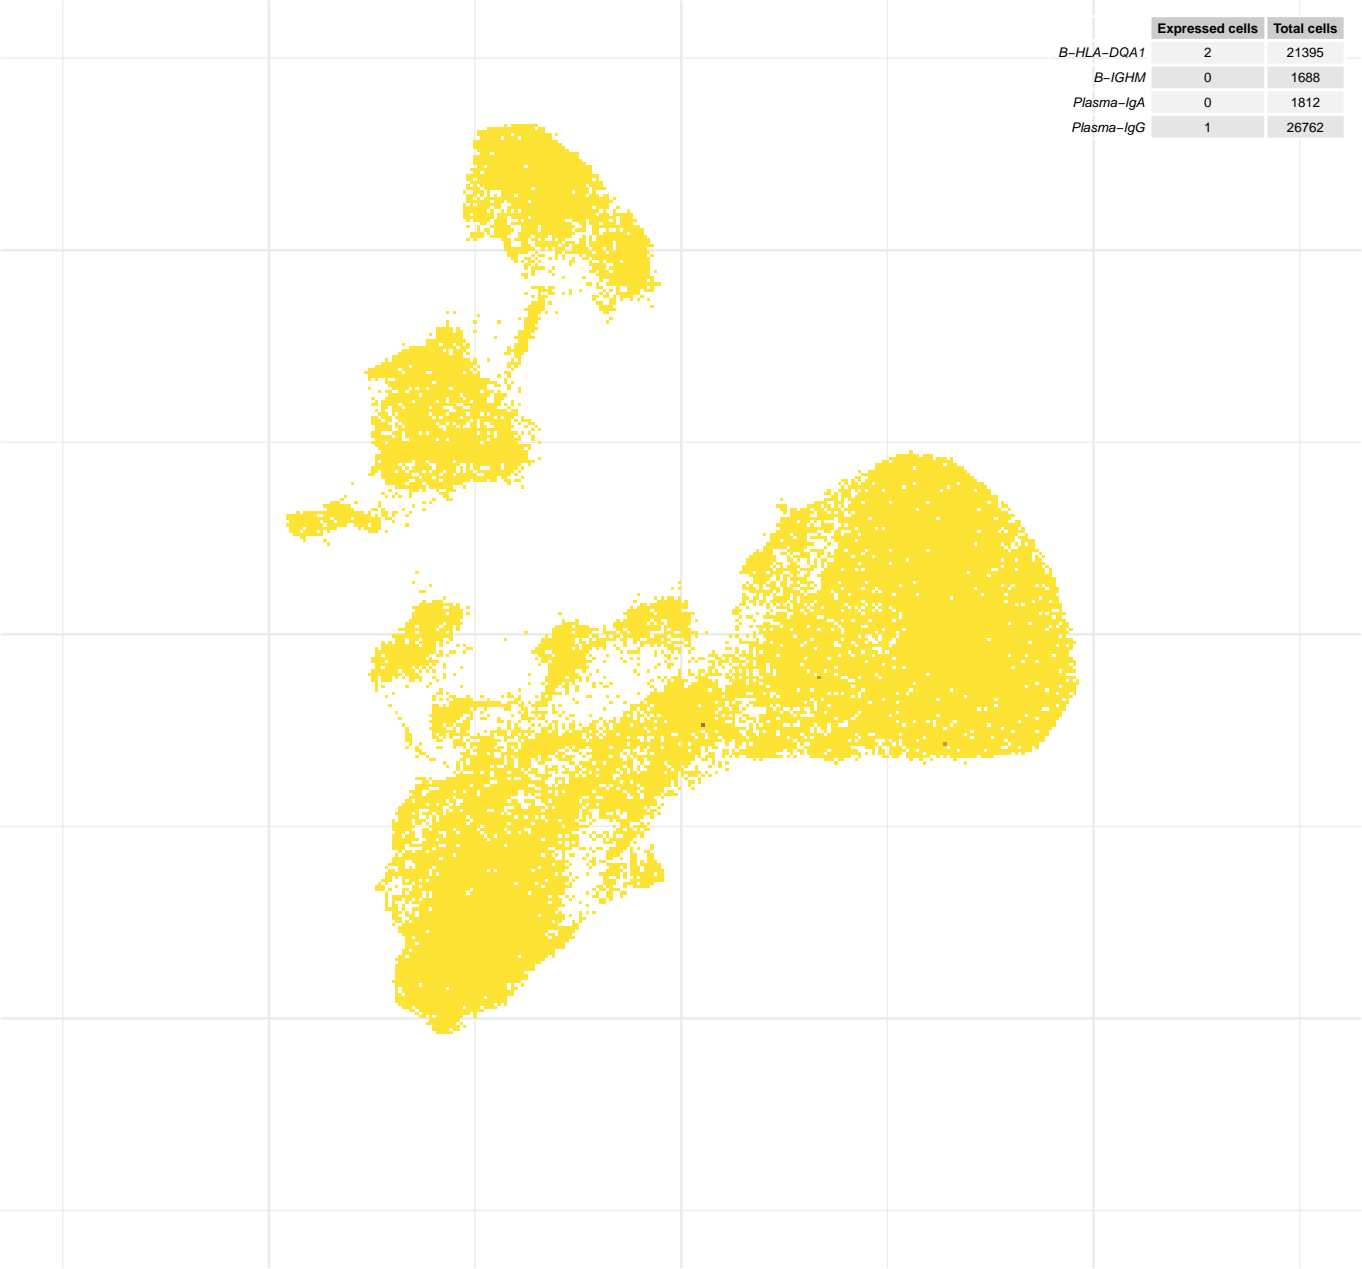 Expressed cells Total cells
B−HLA−DQA1 2 21395
B−IGHM 0 1688
Plasma−IgA 0 1812
Plasma−IgG 1 26762